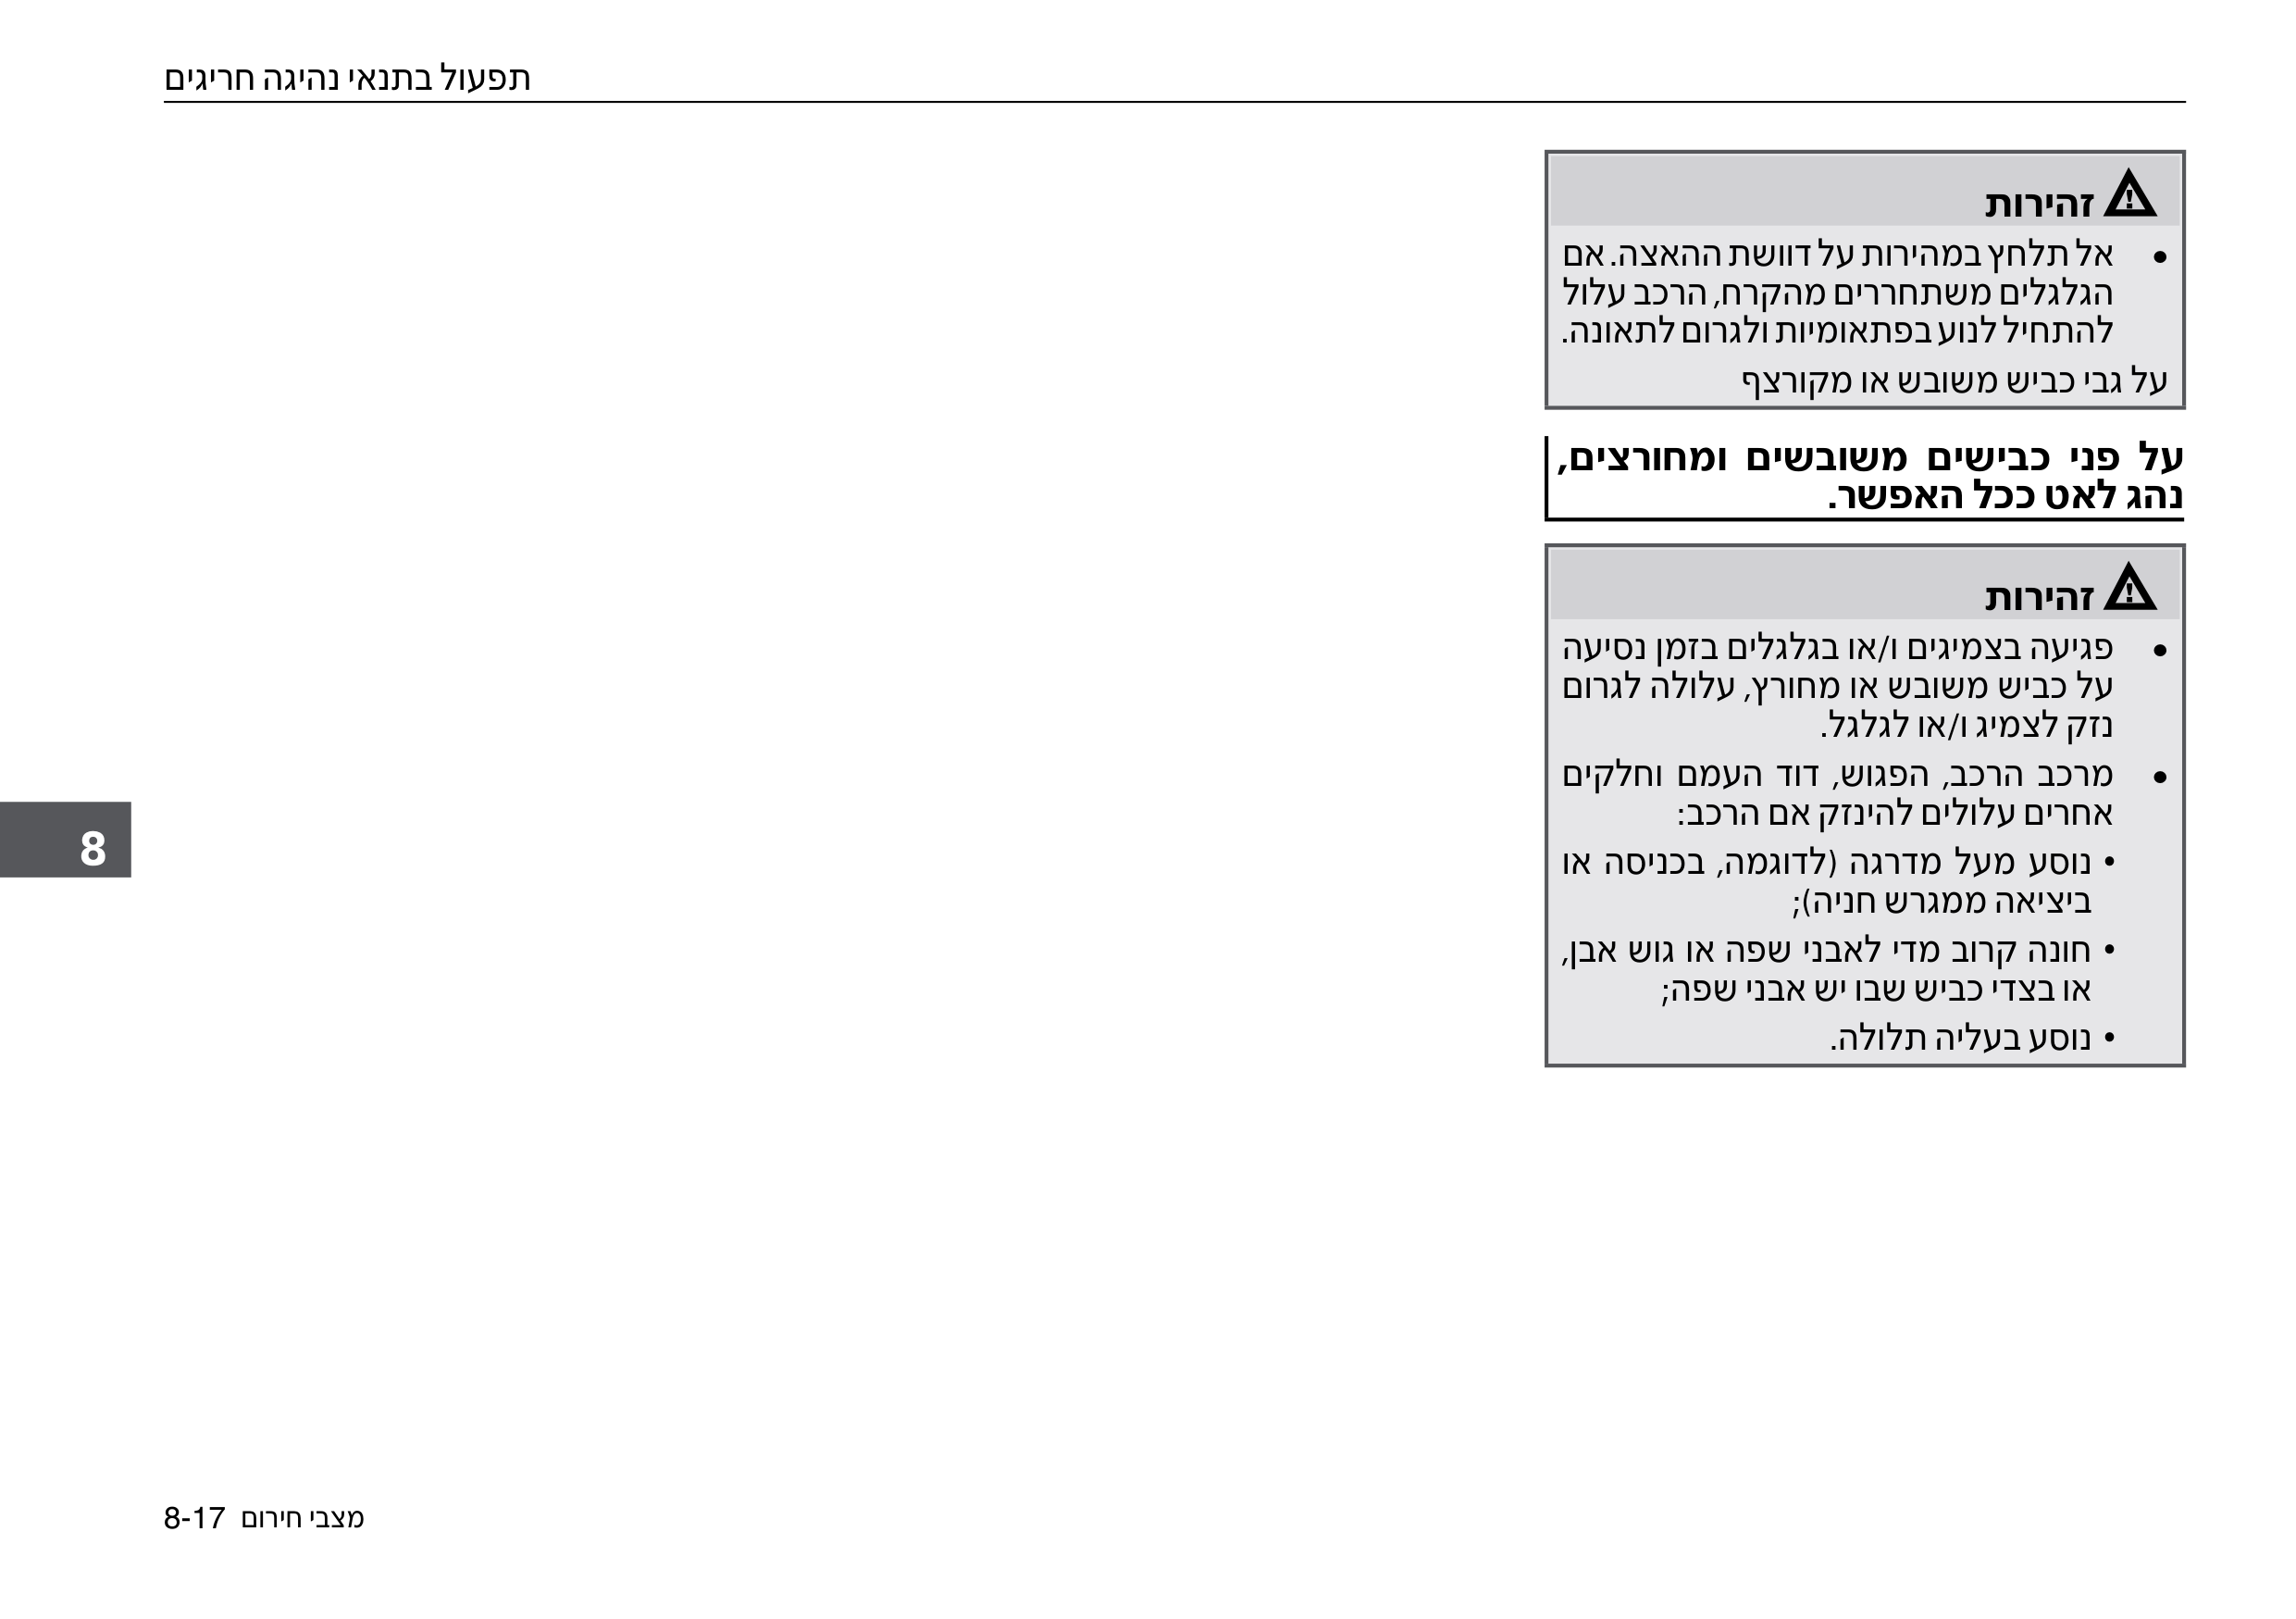 תפעול בתנאי נהיגה חריגים
זהירות
• אל תלחץ במהירות על דוושת ההאצה. אם
הגלגלים משתחררים מהקרח, הרכב עלול
להתחיל לנוע בפתאומיות ולגרום לתאונה.
על גבי כביש משובש או מקורצף
על פני כבישים משובשים ומחורצים,
נהג לאט ככל האפשר.
זהירות
• פגיעה בצמיגים ו/או בגלגלים בזמן נסיעה
על כביש משובש או מחורץ, עלולה לגרום
נזק לצמיג ו/או לגלגל.
• מרכב הרכב, הפגוש, דוד העמם וחלקים
אחרים עלולים להינזק אם הרכב:
• נוסע מעל מדרגה (לדוגמה, בכניסה או
ביציאה ממגרש חניה);
• חונה קרוב מדי לאבני שפה או גוש אבן,
או בצדי כביש שבו יש אבני שפה;
• נוסע בעליה תלולה.
8
מצבי חירום 8-17